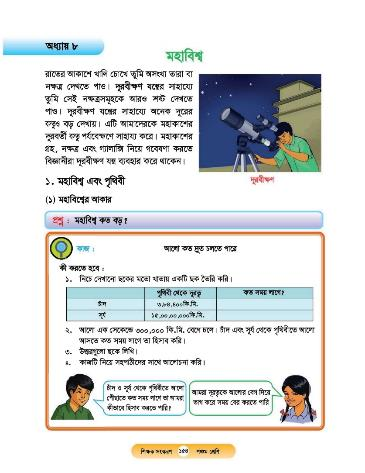 অধ্যায় ৮
মহাবিশ্ব
রাতের আকাশে খালি চোখে তুমি অসংখ্য তারা বা
নক্ষত্র দেখতে পাও। দূরবীক্ষণ যন্ত্রের সাহায্যে
তুমি সেই নক্ষত্রসমূহকে আরও স্পষ্ট দেখতে
পাও। দূরবীক্ষণ যন্ত্রের সাহায্যে অনেক দূরের
বস্তুও বড় দেখায়। এটি আমাদেরকে মহাকাশের
দূরবর্তী বস্তু পর্যবেক্ষণে সাহায্য করে। মহাকাশের
গ্রহ, নক্ষত্র এবং গ্যালাক্সি নিয়ে গবেষণা করতে
বিজ্ঞানীরা দূরবীক্ষণ যন্ত্র ব্যবহার করে থাকেন।
দূরবীক্ষণ
১. মহাবিশ্ব এবং পৃথিবী
(১) মহাবিশ্বের আকার
প্রশ্ন : মহাবিশ্ব কত বড়?
কাজ : আলো কত দ্রুত চলতে পারে
কী করতে হবে :
১. নিচে দেখানো ছকের মতো খাতায় একটি ছক তৈরি করি।
পৃথিবী থেকে দূরত্ব কত সময় লাগে?
চাঁদ ৩,৮৪,৪০০কি.মি.
সূর্য ১৫,০০,০০,০০০কি.মি.
২. আলো এক সেকেন্ডে ৩০০,০০০ কি.মি. বেগে চলে। চাঁদ এবং সূর্য থেকে পৃথিবীতে আলো
আসতে কত সময় লাগে তা হিসাব করি।
৩. উত্তরগুলো ছকে লিখি।
৪. কাজটি নিয়ে সহপাঠীদের সাথে আলোচনা করি।
চাঁদ ও সূর্য থেকে পৃথিবীতে আলো
পৌঁছাতে কত সময় লাগে তা আমরা
কীভাবে হিসাব করতে পারি?
আমরা দূরত্বকে আলোর বেগ দিয়ে
ভাগ করে সময় বের করতে পারি
শিক্ষক সংস্করণ ১৫৪ পঞ্চম শ্রেণি